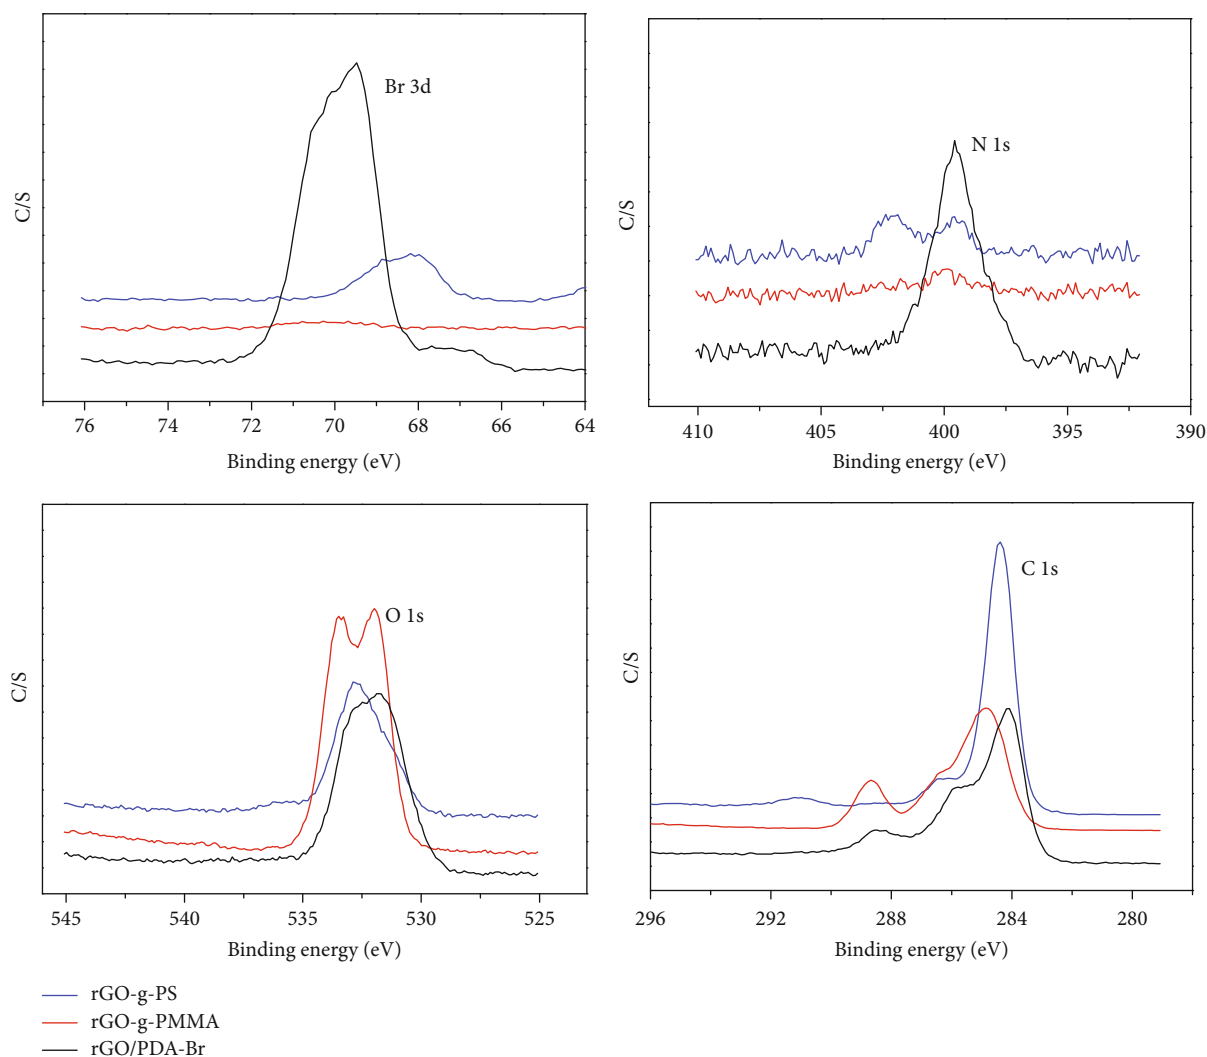 Br 3d
C/S
76 74 72 70 68 66 64
Binding energy (eV)
N 1s
C/S
410 405 400 395 390
Binding energy (eV)
O 1s
C/S
545 540 535 530 525
Binding energy (eV)
C 1s
C/S
296 292 288 284 280
Binding energy (eV)
rGO-g-PS
rGO-g-PMMA
rGO/PDA-Br